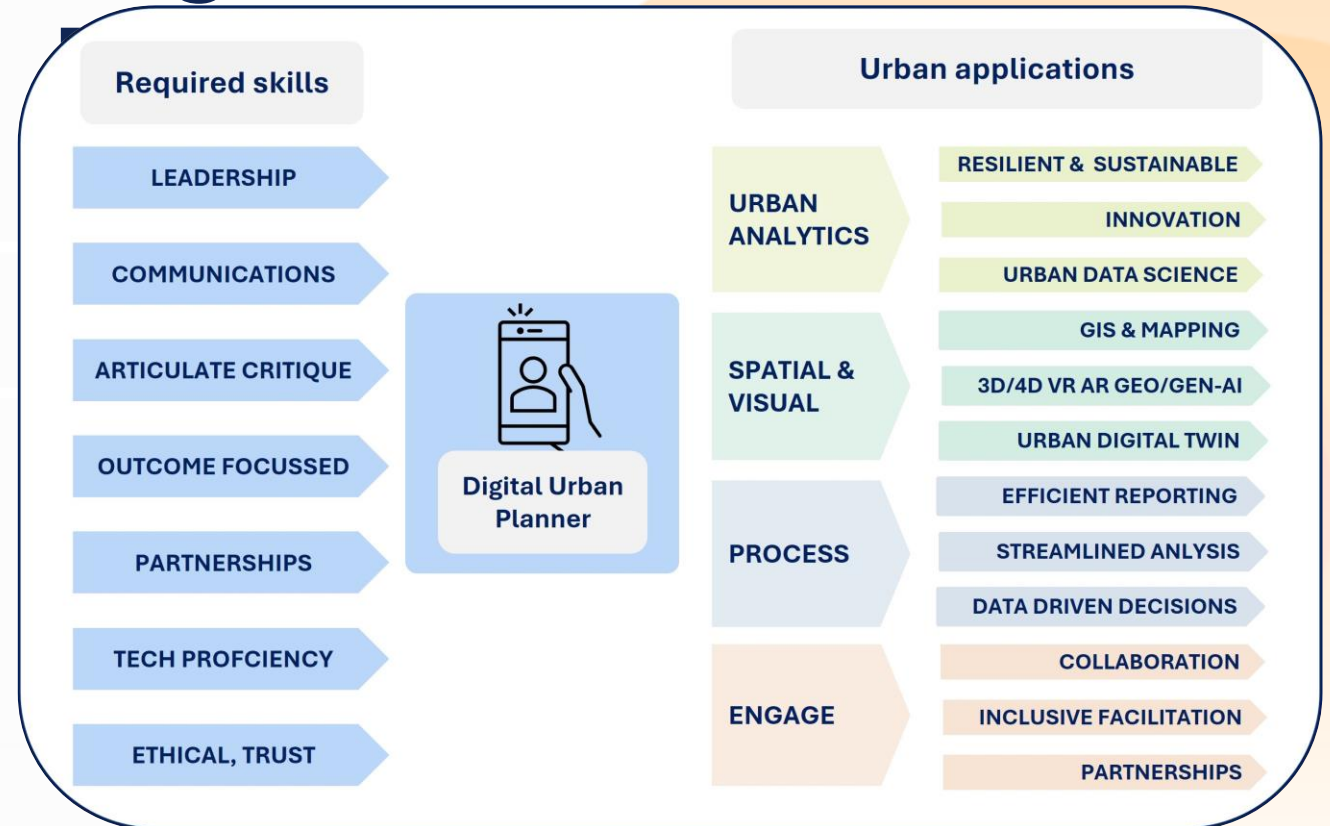 Required skills
LEADERSHIP
COMMUNICATIONS
ARTICULATE CRITIQUE
OUTCOME FOCUSSED
PARTNERSHIPS
TECH PROFCIENCY
ETHICAL, TRUST
Digital Urban
Planner
Urban applications
URBAN
ANALYTICS
RESILIENT & SUSTAINABLE
INNOVATION
URBAN DATA SCIENCE
SPATIAL &
VISUAL
GIS & MAPPING
3D/4D VR AR GEO/GEN-AI
URBAN DIGITAL TWIN
PROCESS
EFFICIENT REPORTING
STREAMLINED ANLYSIS
DATA DRIVEN DECISIONS
ENGAGE
COLLABORATION
INCLUSIVE FACILITATION
PARTNERSHIPS